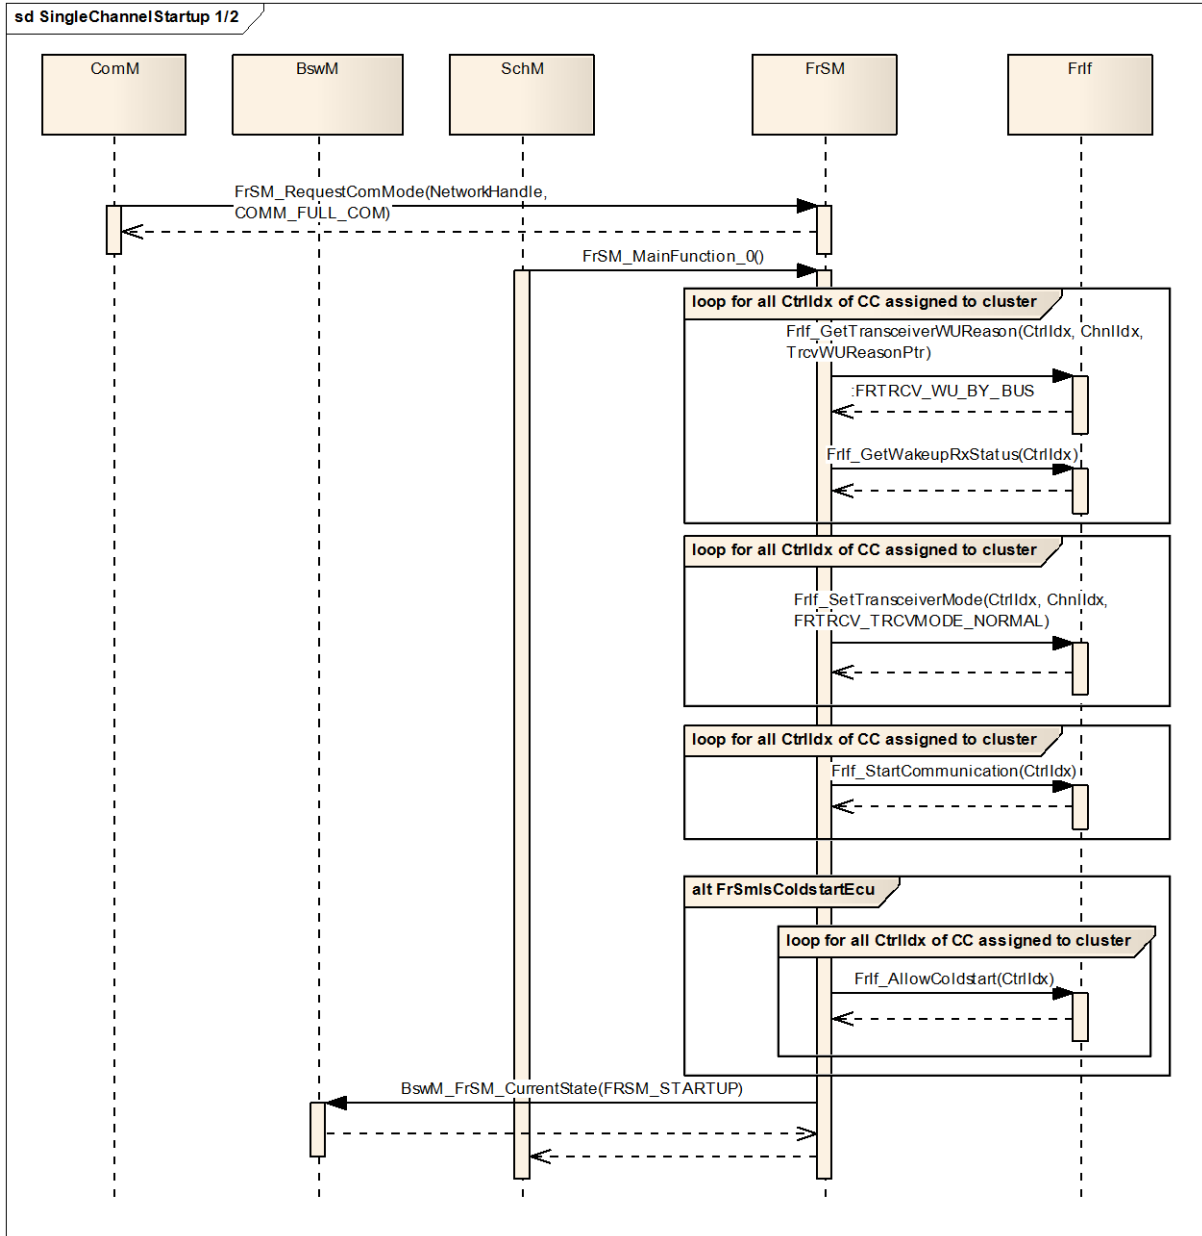 sd SingleChannelStartup 1/2
ComM
BswM
SchM
FrSM
FrIf
FrSM_RequestComMode(NetworkHandle,
COMM_FULL_COM)
FrSM_MainFunction_0()
loop for all CtrlIdx of CC assigned to cluster
FrIf_GetTransceiverWUReason(CtrlIdx, ChnlIdx,
TrcvWUReasonPtr)
:FRTRCV_WU_BY_BUS
FrIf_GetWakeupRxStatus(CtrlIdx)
loop for all CtrlIdx of CC assigned to cluster
FrIf_SetTransceiverMode(CtrlIdx, ChnlIdx,
FRTRCV_TRCVMODE_NORMAL)
loop for all CtrlIdx of CC assigned to cluster
FrIf_StartCommunication(CtrlIdx)
alt FrSmIsColdstartEcu
loop for all CtrlIdx of CC assigned to cluster
FrIf_AllowColdstart(CtrlIdx)
BswM_FrSM_CurrentState(FRSM_STARTUP)